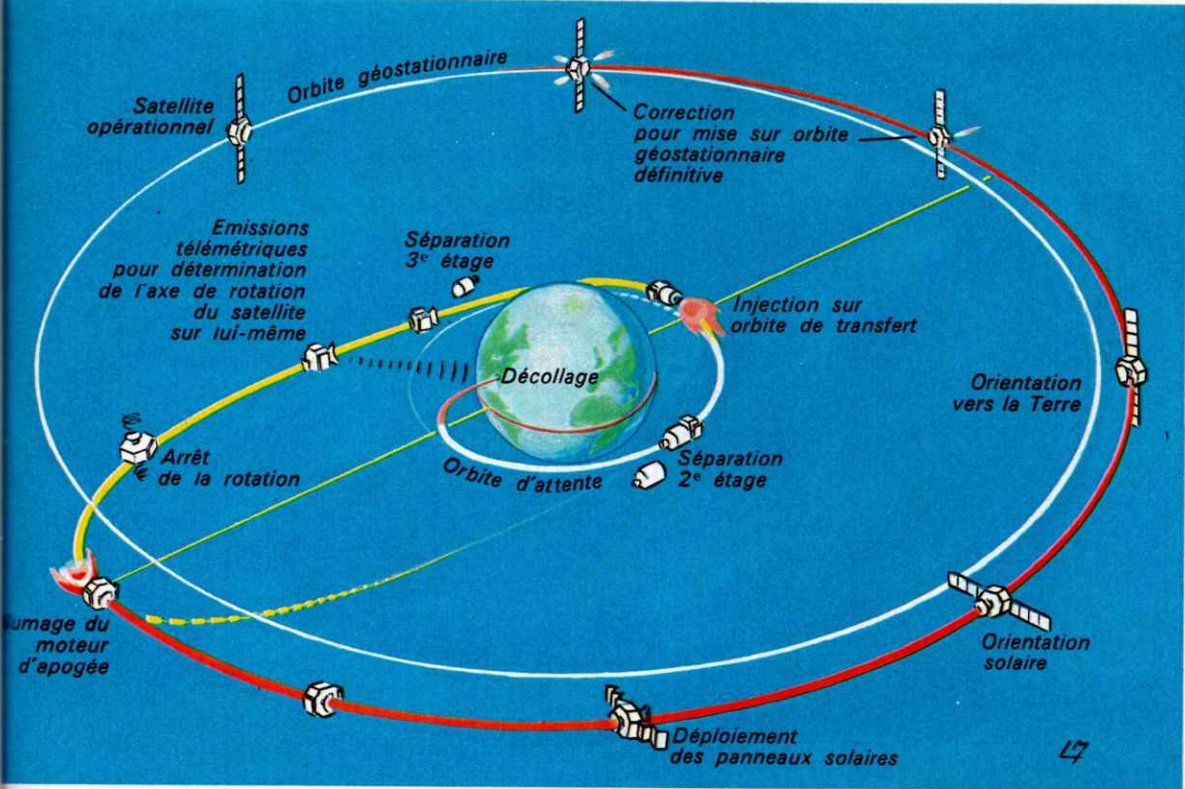 Orbite géostationnaire
Satellite
opérationnel
Correction
pour mise sur orbite
géostationnaire
définitive
Emissions
télémétriques
pour détermination
de l'axe de rotation
du satellite
sur lui-même
Séparation
3e étage
Injection sur
orbite de transfert
Décollage
Orientation
vers la Terre
Arrêt
de la rotation
Orbite d'attente
Séparation
2e étage
umage du
moteur
d'apogée
Orientation
solaire
Déploiement
des panneaux solaires